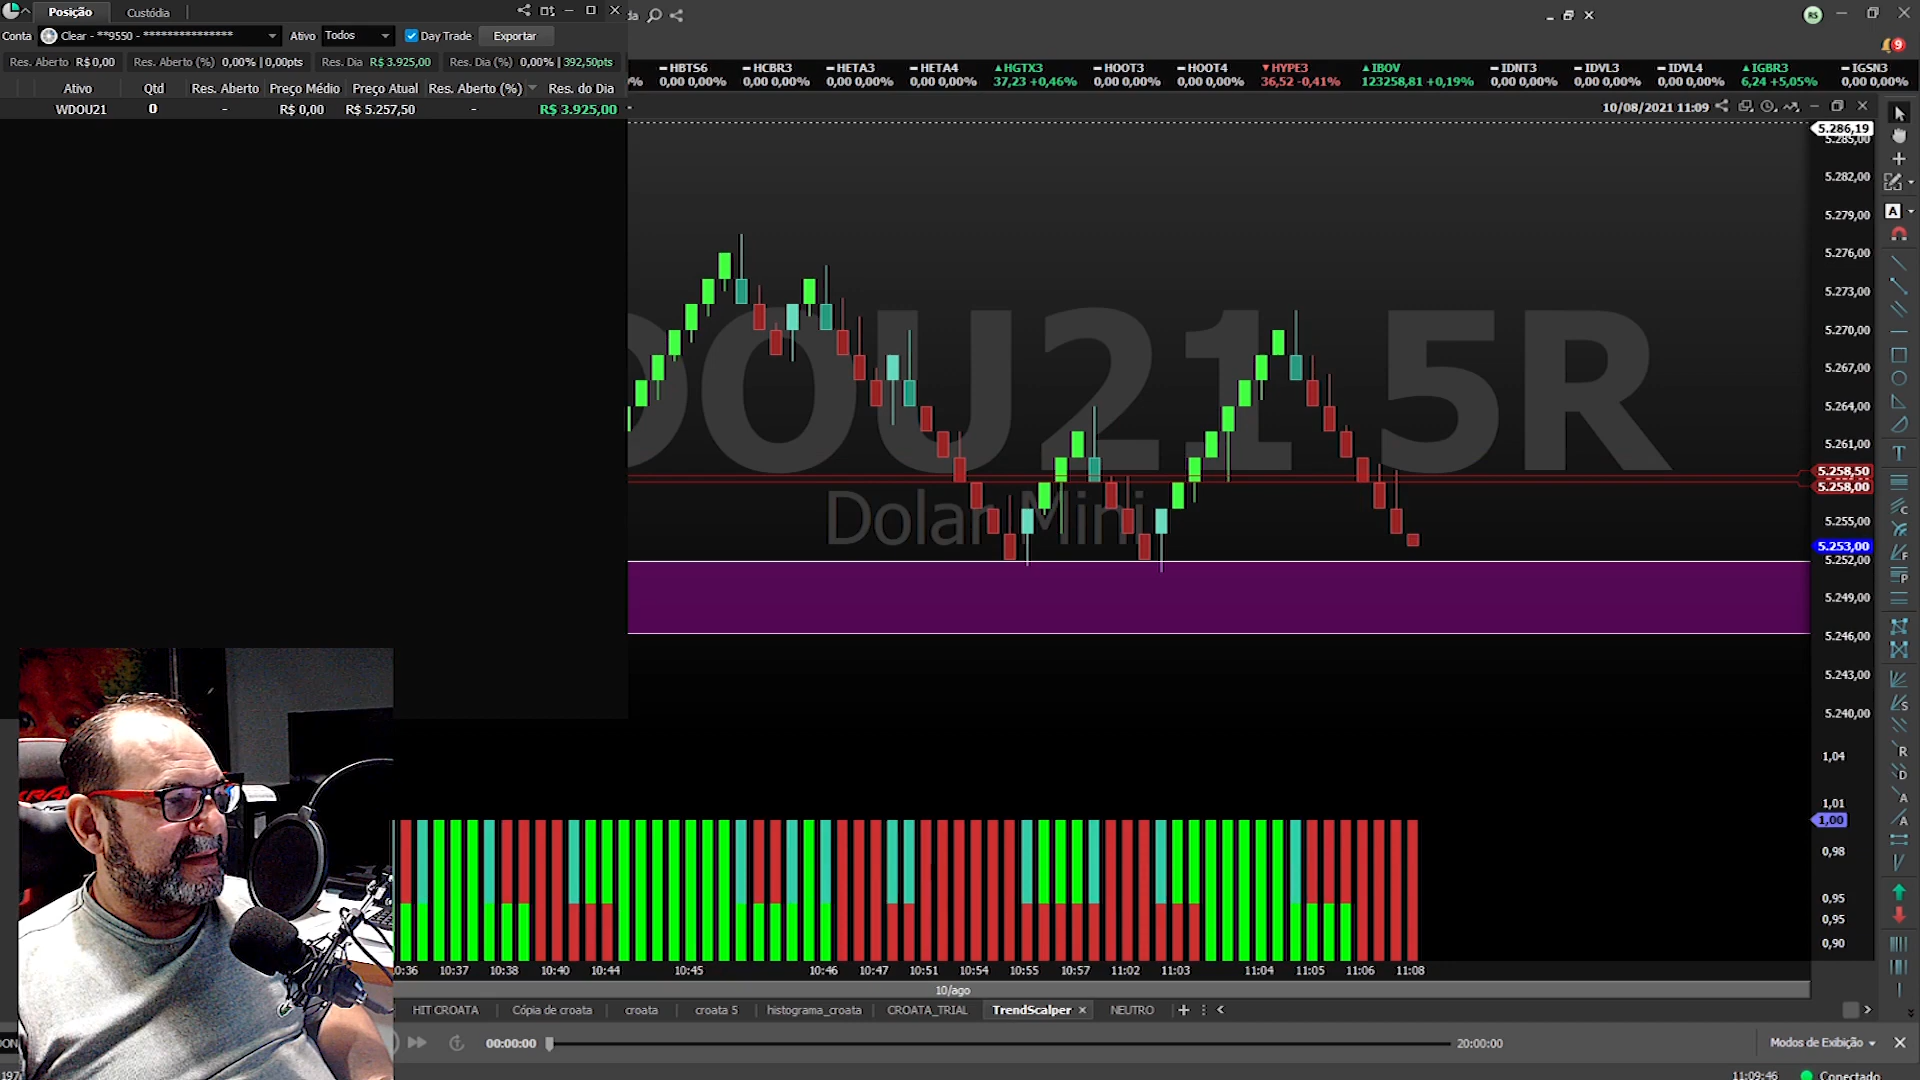 Posição Custódia
Conta Clear - **9550 - *************** Ativo Todos Day Trade Exportar
Res. Aberto R$ 0,00 Res. Aberto (%) 0,00% | 0,00pts Res. Dia R$ 3.925,00 Res. Dia (%) 0,00% | 392,50pts
Ativo Qtd Res. Aberto Preço Médio Preço Atual Res. Aberto (%) Res. do Dia
WDOU21 0 - R$ 0,00 R$ 5.257,50 - R$ 3.925,00
da
RS
9
HBTS6 HCBR3 HETA3 HETA4 HGTX3 HOOT3 HOOT4 HYPE3 IBOV IDNT3 IDVL3 IDVL4 IGBR3 IGSN3
% 0,00 0,00% 0,00 0,00% 0,00 0,00% 0,00 0,00% 37,23 +0,46% 0,00 0,00% 0,00 0,00% 36,52 -0,41% 123258,81 +0,19% 0,00 0,00% 0,00 0,00% 0,00 0,00% 6,24 +5,05% 0,00 0,00%
10/08/2021 11:09
5.286,19
5.285,00
5.282,00
5.279,00
5.276,00
5.273,00
5.270,00
5.267,00
5.264,00
5.261,00
5.258,50
5.258,00
5.255,00
5.253,00
5.252,00
5.249,00
5.246,00
5.243,00
5.240,00
DOU21 5R
Dolar Mini
1,04
1,01
1,00
0,98
0,95
0,95
0,90
0:36 10:37 10:38 10:40 10:44 10:45 10:46 10:47 10:51 10:54 10:55 10:57 11:02 11:03 11:04 11:05 11:06 11:08
10/ago
HIT CROATA Cópia de croata croata croata 5 histograma_croata CROATA_TRIAL TrendScalper NEUTRO
00:00:00 20:00:00 Modos de Exibição
197
11:09:46 Conectado